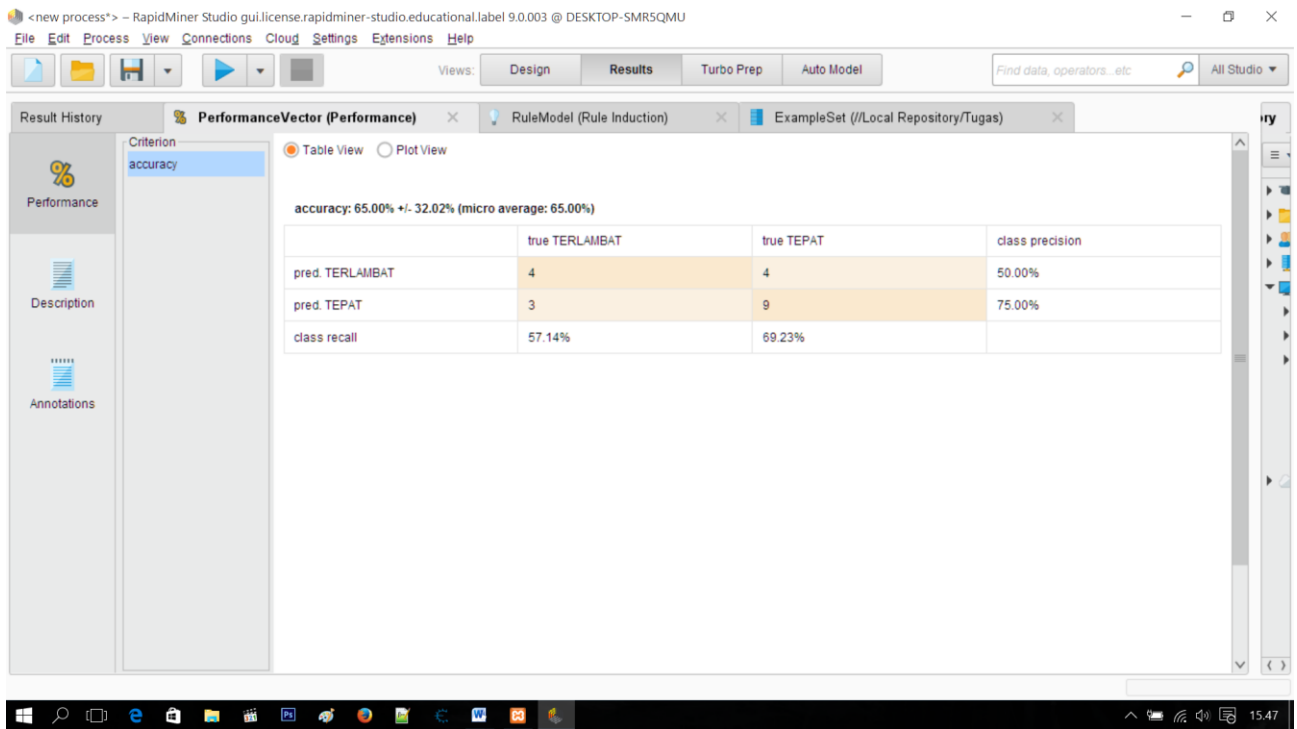 <new process*> – RapidMiner Studio gui.license.rapidminer-studio.educational.label 9.0.003 @ DESKTOP-SMR5QMU
File Edit Process View Connections Cloud Settings Extensions Help
Views: Design Results Turbo Prep Auto Model Find data, operators...etc All Studio
Result History PerformanceVector (Performance) RuleModel (Rule Induction) ExampleSet (//Local Repository/Tugas)
Criterion
accuracy
Performance
Description
Annotations
Table View Plot View
accuracy: 65.00% +/- 32.02% (micro average: 65.00%)
true TERLAMBAT true TEPAT class precision
pred. TERLAMBAT 4 4 50.00%
pred. TEPAT 3 9 75.00%
class recall 57.14% 69.23%
15.47